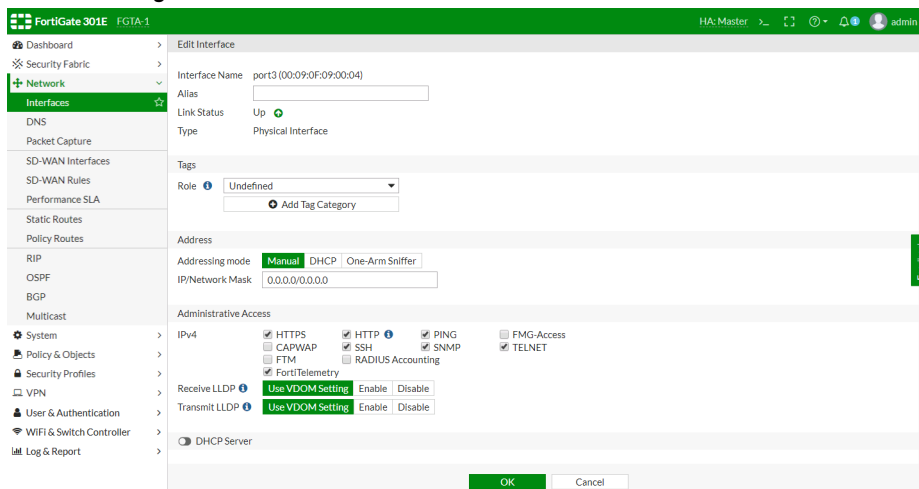 FortiGate 301E FGTA-1 HA: Master >_ 1 admin
Dashboard
Security Fabric
Network
Interfaces
DNS
Packet Capture
SD-WAN Interfaces
SD-WAN Rules
Performance SLA
Static Routes
Policy Routes
RIP
OSPF
BGP
Multicast
System
Policy & Objects
Security Profiles
VPN
User & Authentication
WiFi & Switch Controller
Log & Report
Edit Interface
Interface Name port3 (00:09:0F:09:00:04)
Alias
Link Status Up
Type Physical Interface
Tags
Role Undefined
Add Tag Category
Address
Addressing mode Manual DHCP One-Arm Sniffer
IP/Network Mask 0.0.0.0/0.0.0.0
Administrative Access
IPv4 HTTPS HTTP PING FMG-Access
CAPWAP SSH SNMP TELNET
FTM RADIUS Accounting
FortiTelemetry
Receive LLDP Use VDOM Setting Enable Disable
Transmit LLDP Use VDOM Setting Enable Disable
DHCP Server
OK Cancel